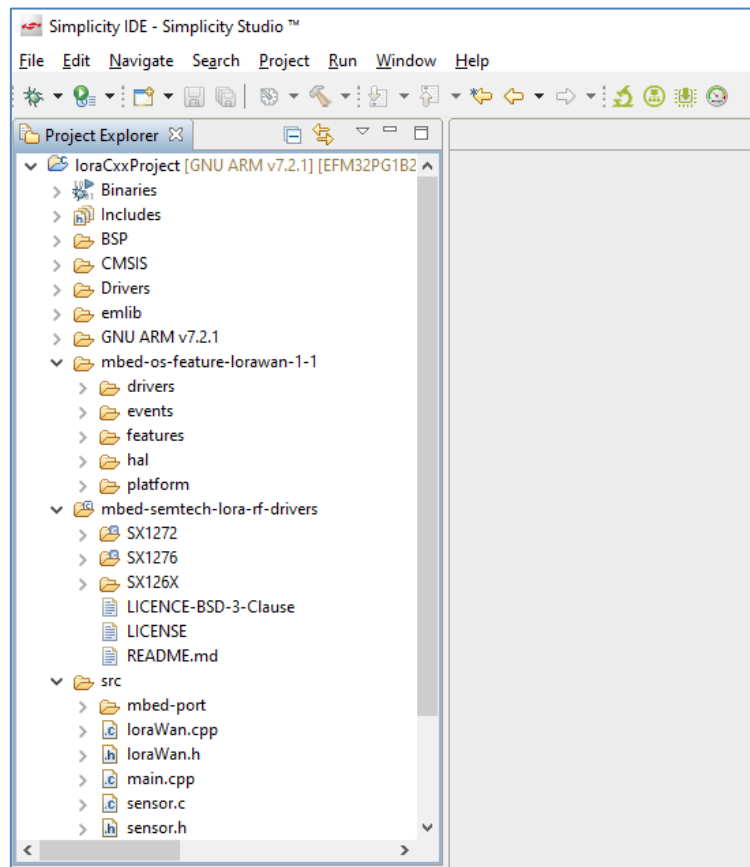 Simplicity IDE - Simplicity Studio ™
File Edit Navigate Search Project Run Window Help
Project Explorer
loraCxxProject [GNU ARM v7.2.1] [EFM32PG1B2
Binaries
Includes
BSP
CMSIS
Drivers
emlib
GNU ARM v7.2.1
mbed-os-feature-lorawan-1-1
drivers
events
features
hal
platform
mbed-semtech-lora-rf-drivers
SX1272
SX1276
SX126X
LICENCE-BSD-3-Clause
LICENSE
README.md
src
mbed-port
loraWan.cpp
loraWan.h
main.cpp
sensor.c
sensor.h